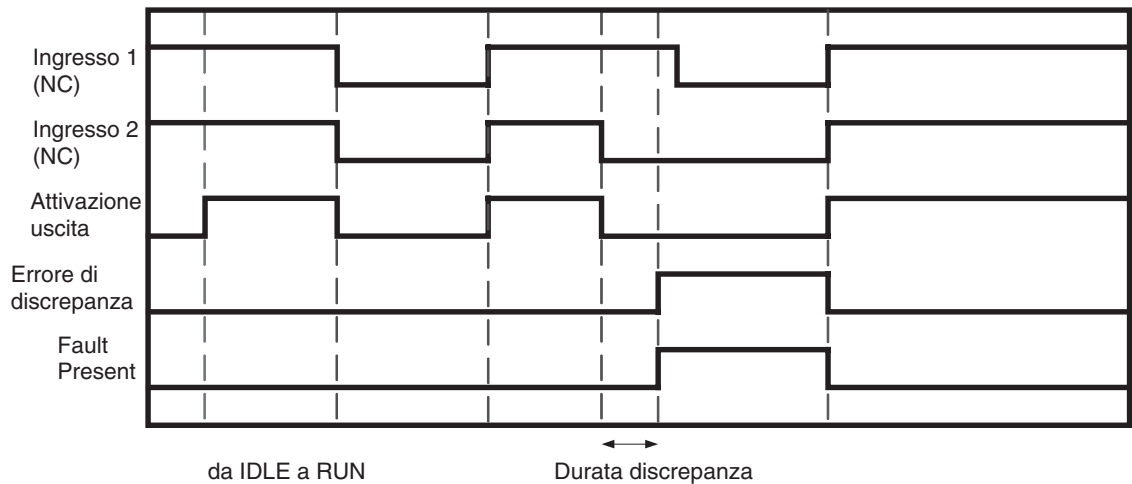 Ingresso 1
(NC)
Ingresso 2
(NC)
Attivazione
uscita
Errore di
discrepanza
Fault
Present
da IDLE a RUN
Durata discrepanza